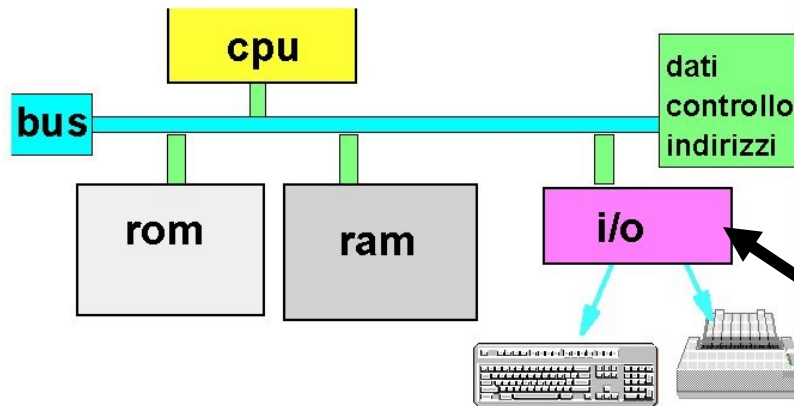 cpu
bus
dati
controllo
indirizzi
rom
ram
i/o